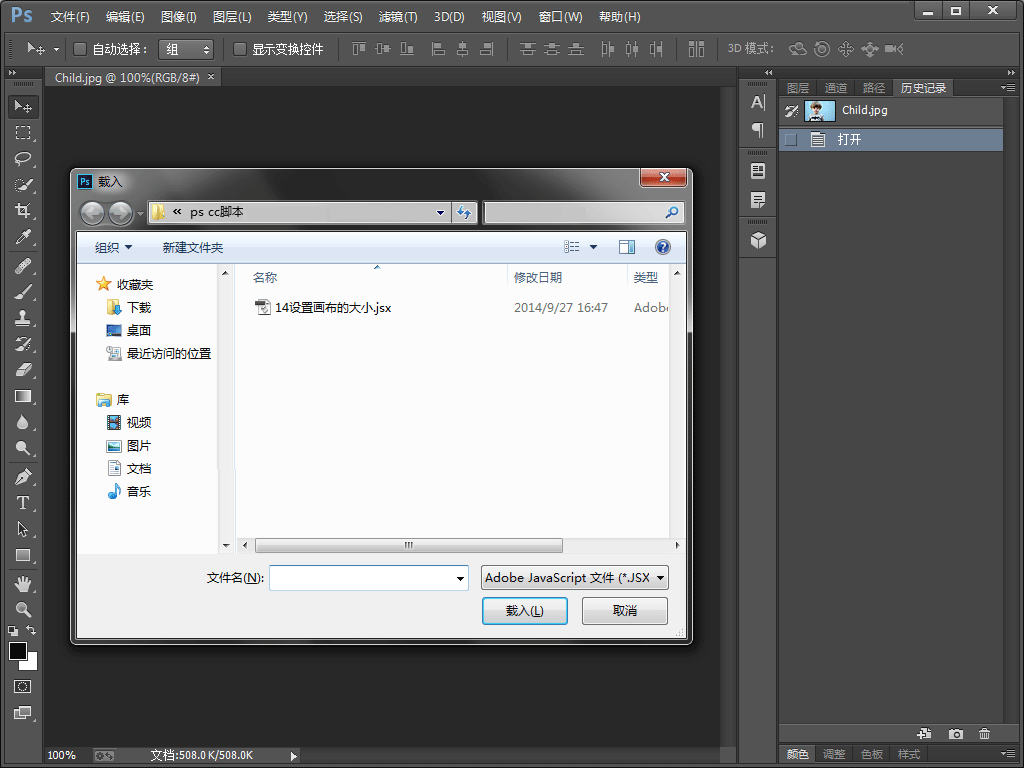 Ps 文件(F) 编辑(E) 图像(I) 图层(L) 类型(Y) 选择(S) 滤镜(T) 3D(D) 视图(V) 窗口(W) 帮助(H)
自动选择： 组 显示变换控件 3D 模式：
Child.jpg @ 100%(RGB/8#) ×
图层 通道 路径 历史记录
Child.jpg
打开
A
T
Ps 载入
« ps cc脚本
组织 新建文件夹
名称 修改日期 类型
收藏夹
14设置画布的大小.jsx 2014/9/27 16:47 Adobe
下载
桌面
最近访问的位置
库
视频
图片
文档
音乐
文件名(N): Adobe JavaScript 文件 (*.JSX
载入(L) 取消
100% 文档:508.0 K/508.0K
颜色 调整 色板 样式